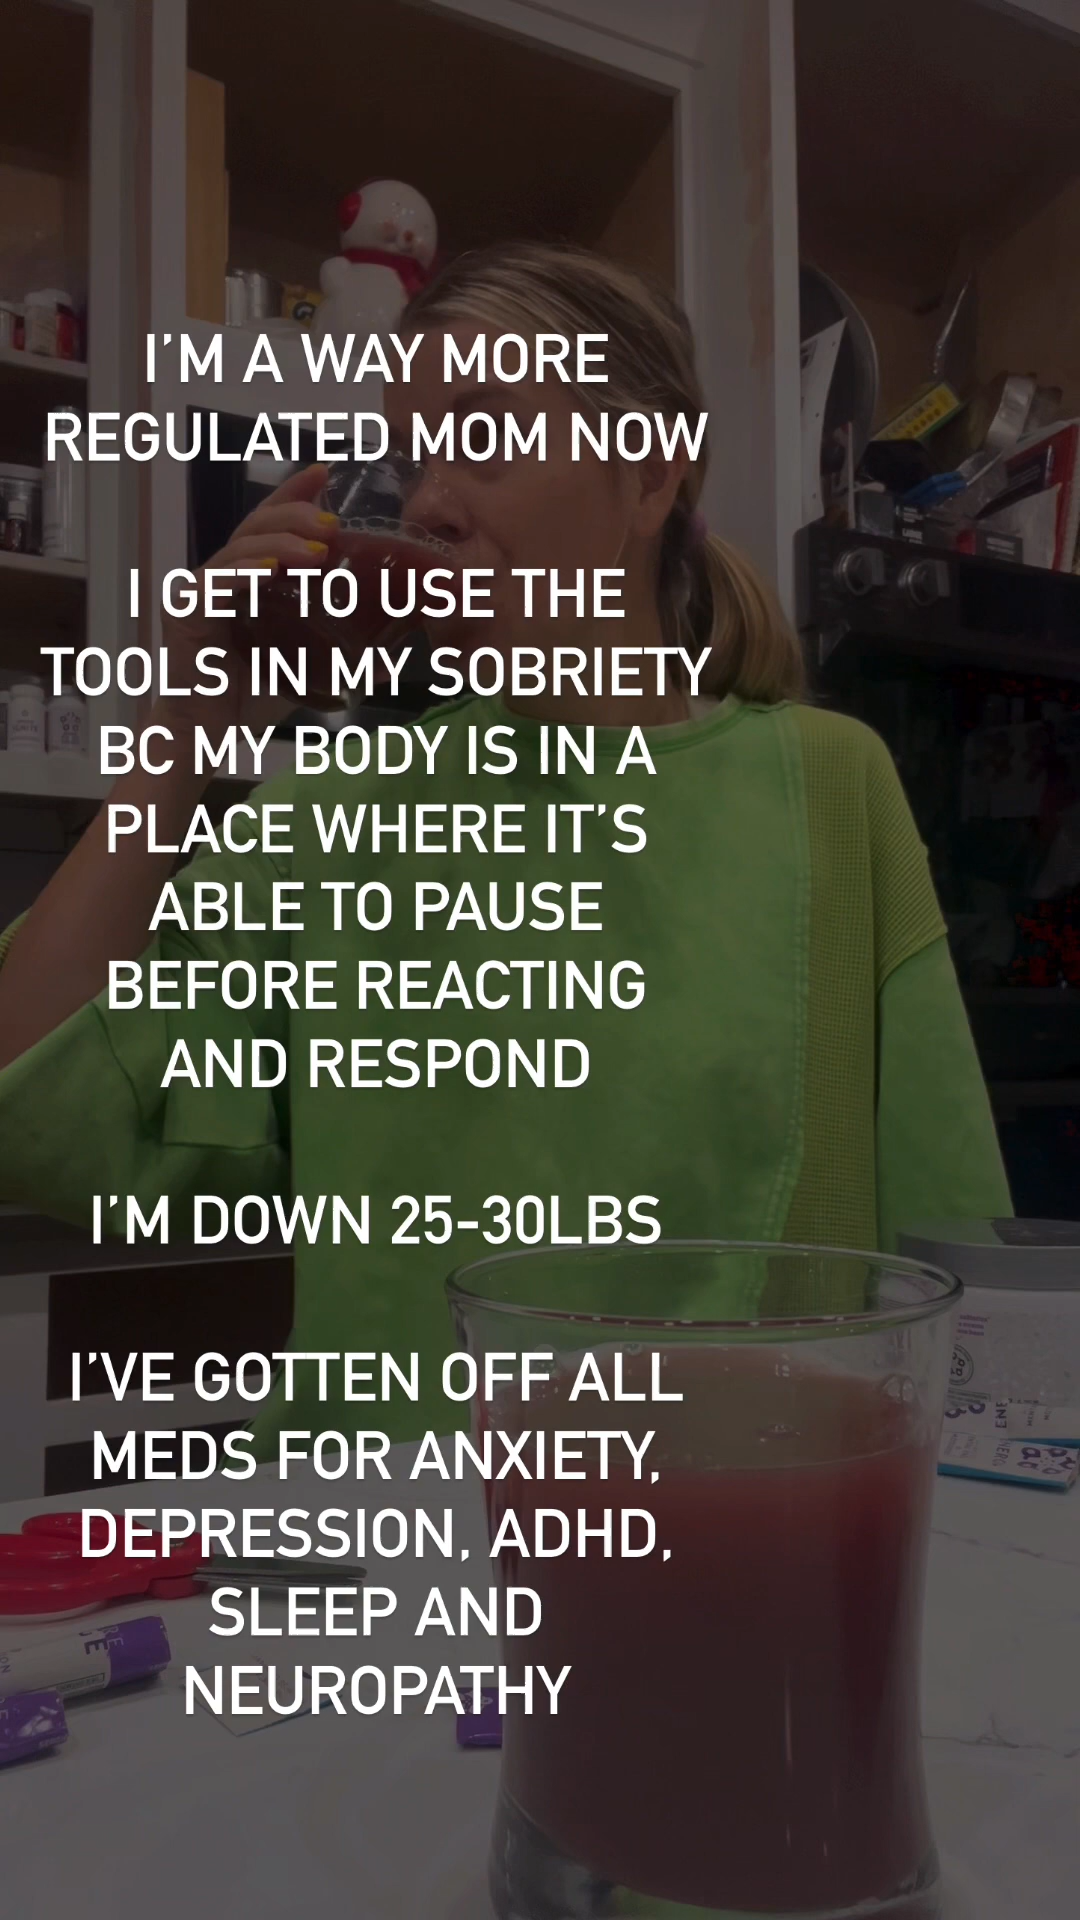 I'M A WAY MORE
REGULATED MOM NOW
I GET TO USE THE
TOOLS IN MY SOBRIETY
BC MY BODY IS IN A
PLACE WHERE IT'S
ABLE TO PAUSE
BEFORE REACTING
AND RESPOND
I'M DOWN 25-30LBS
I'VE GOTTEN OFF ALL
MEDS FOR ANXIETY,
DEPRESSION, ADHD,
SLEEP AND
NEUROPATHY